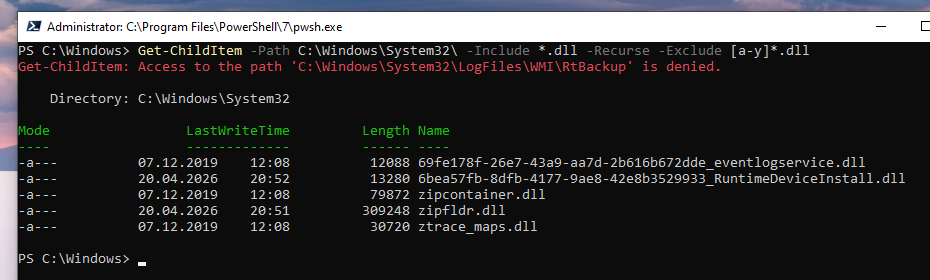 Administrator: C:\Program Files\PowerShell\7\pwsh.exe
PS C:\Windows> Get-ChildItem -Path C:\Windows\System32\ -Include *.dll -Recurse -Exclude [a-y]*.dll
Get-ChildItem: Access to the path 'C:\Windows\System32\LogFiles\WMI\RtBackup' is denied.
Directory: C:\Windows\System32
Mode LastWriteTime Length Name
---- ------------- ------ ----
-a--- 07.12.2019 12:08 12088 69fe178f-26e7-43a9-aa7d-2b616b672dde_eventlogservice.dll
-a--- 20.04.2026 20:52 13280 6bea57fb-8dfb-4177-9ae8-42e8b3529933_RuntimeDeviceInstall.dll
-a--- 07.12.2019 12:08 79872 zipcontainer.dll
-a--- 20.04.2026 20:51 309248 zipfldr.dll
-a--- 07.12.2019 12:08 30720 ztrace_maps.dll
PS C:\Windows>